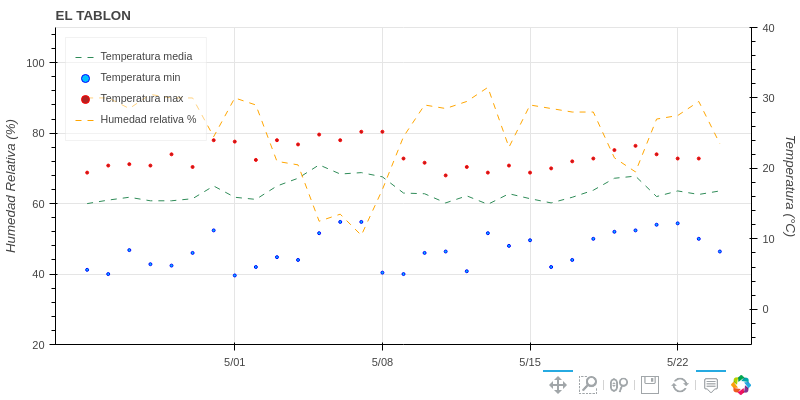 EL TABLON
Temperatura media
Temperatura min
Temperatura max
Humedad relativa %
Humedad Relativa (%)
100
80
60
40
20
40
30
20
10
0
Temperatura (°C)
5/01
5/08
5/15
5/22